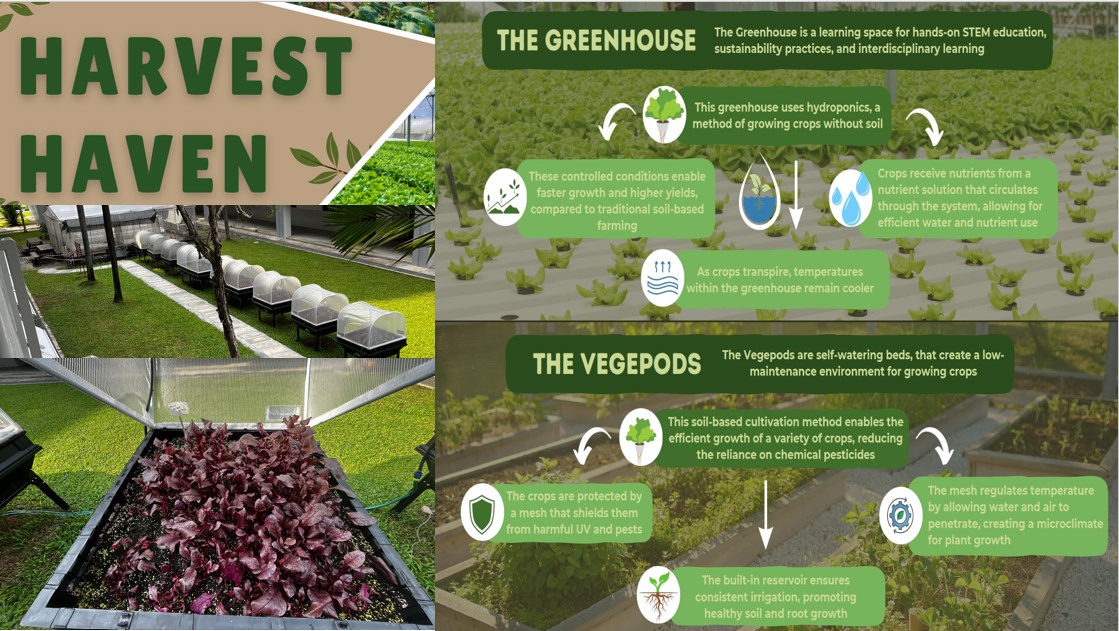 HARVEST
HAVEN
THE GREENHOUSE
The Greenhouse is a learning space for hands-on STEM education,
sustainability practices, and interdisciplinary learning
This greenhouse uses hydroponics, a
method of growing crops without soil
These controlled conditions enable
faster growth and higher yields,
compared to traditional soil-based
farming
Crops receive nutrients from a
nutrient solution that circulates
through the system, allowing for
efficient water and nutrient use
As crops transpire, temperatures
within the greenhouse remain cooler
THE VEGEPODS
The Vegepods are self-watering beds, that create a low-
maintenance environment for growing crops
This soil-based cultivation method enables the
efficient growth of a variety of crops, reducing
the reliance on chemical pesticides
The crops are protected by
a mesh that shields them
from harmful UV and pests
The mesh regulates temperature
by allowing water and air to
penetrate, creating a microclimate
for plant growth
The built-in reservoir ensures
consistent irrigation, promoting
healthy soil and root growth